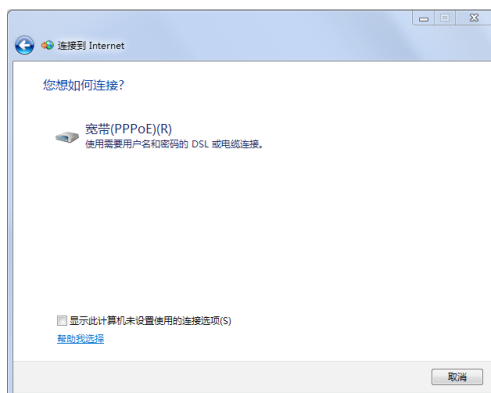 连接到 Internet
您想如何连接?
宽带(PPPoE)(R)
使用需要用户名和密码的 DSL 或电缆连接。
显示此计算机未设置使用的连接选项(S)
帮助我选择
取消